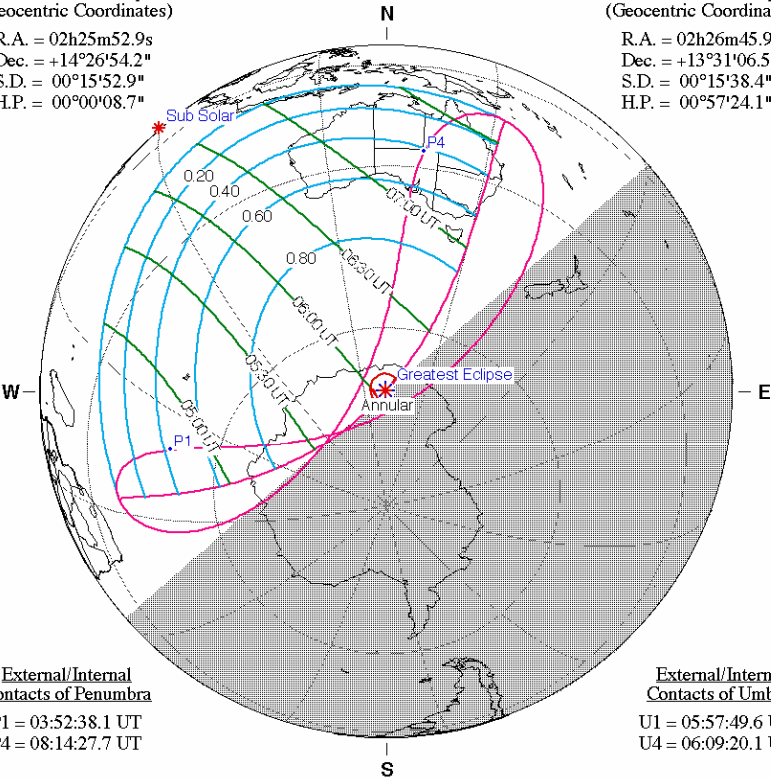 (Geocentric Coordina
eocentric Coordinates)
N
R.A. = 02h25m52.9s
Dec. = +14°26'54.2"
S.D. = 00°15'52.9"
H.P. = 00°00'08.7"
R.A. = 02h26m45.9
Dec. = +13°31'06.5
S.D. = 00°15'38.4"
H.P. = 00°57'24.1"
Sub Solar
P4
0.20
0.40
0.60
0.80
07:00 UT
06:30 UT
06:00 UT
05:30 UT
05:00 UT
W
E
Greatest Eclipse
Annular
P1
S
External/Internal
ontacts of Penumbra
1 = 03:52:38.1 UT
4 = 08:14:27.7 UT
External/Intern
Contacts of Umb
U1 = 05:57:49.6 U
U4 = 06:09:20.1 U